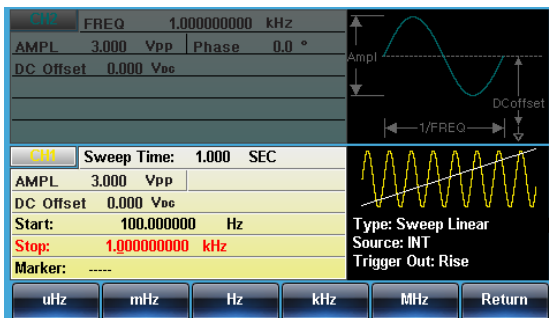 CH2 FREQ 1.000000000 kHz
AMPL 3.000 Vpp Phase 0.0 °
DC Offset 0.000 VDC
Ampl
DCoffset
1/FREQ
CH1 Sweep Time: 1.000 SEC
AMPL 3.000 Vpp
DC Offset 0.000 VDC
Start: 100.000000 Hz
Stop: 1.000000000 kHz
Marker: -----
Type: Sweep Linear
Source: INT
Trigger Out: Rise
uHz mHz Hz kHz MHz Return